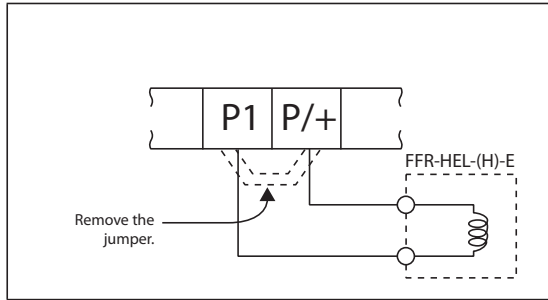 P1
P/+
FFR-HEL-(H)-E
Remove the
jumper.